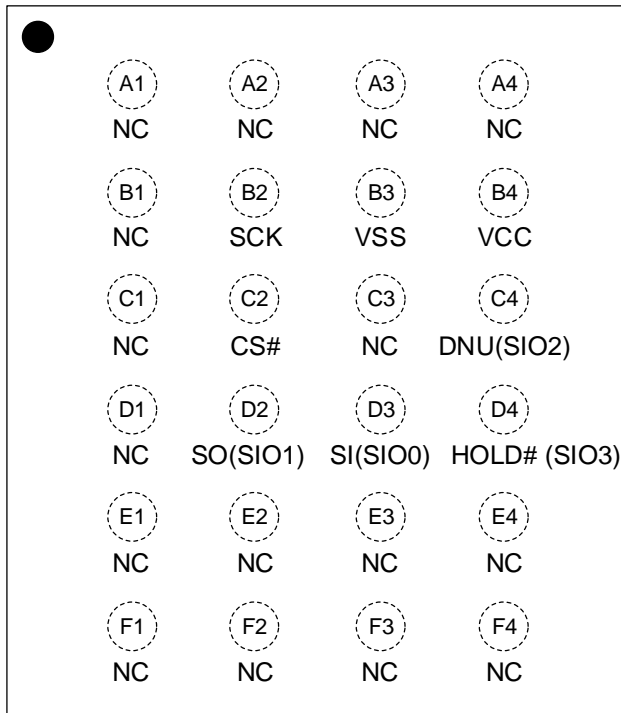 A1 A2 A3 A4
NC NC NC NC
B1 B2 B3 B4
NC SCK VSS VCC
C1 C2 C3 C4
NC CS# NC DNU(SIO2)
D1 D2 D3 D4
NC SO(SIO1) SI(SIO0) HOLD# (SIO3)
E1 E2 E3 E4
NC NC NC NC
F1 F2 F3 F4
NC NC NC NC